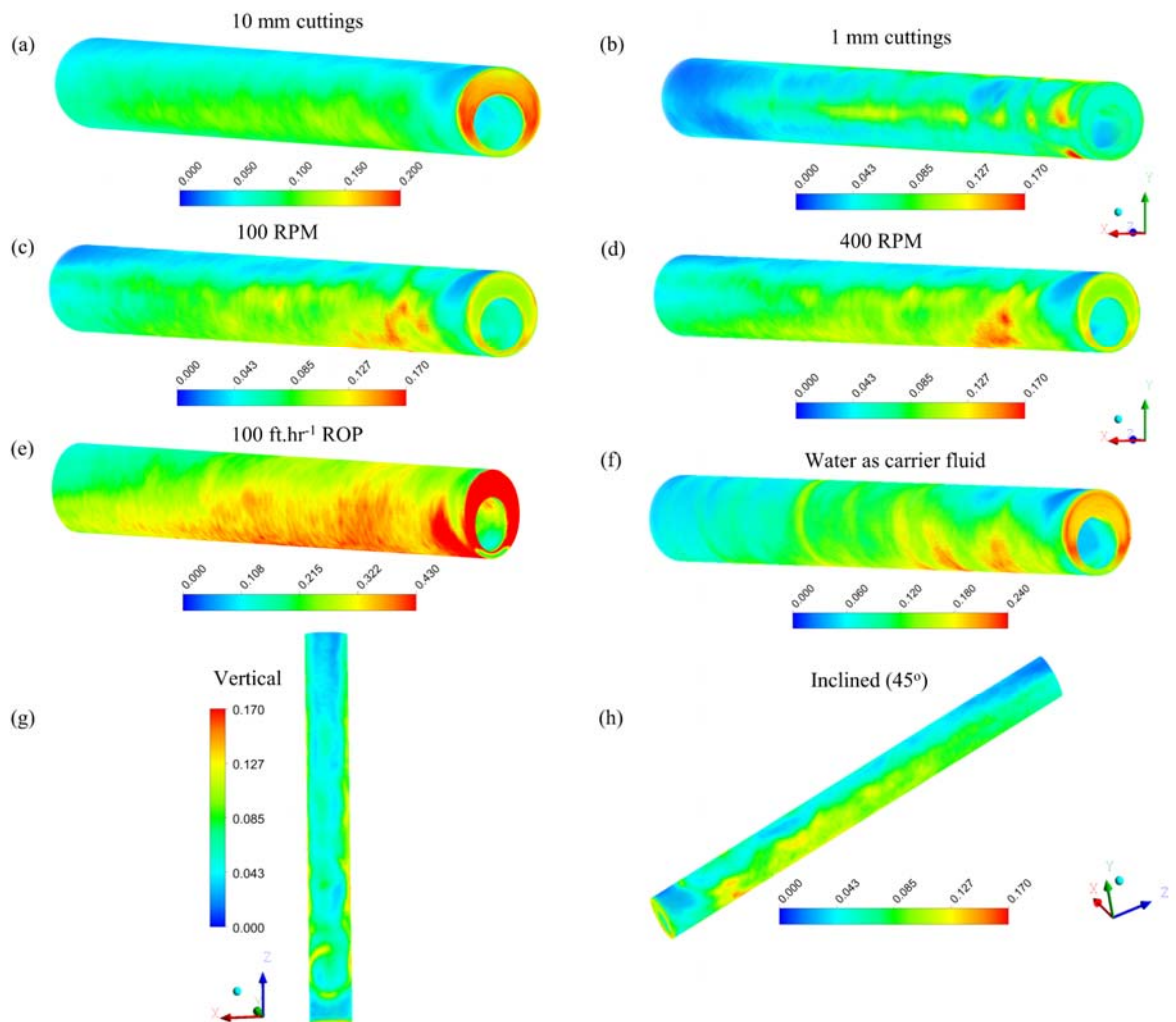 10 mm cuttings
(a)
0.000 0.050 0.100 0.150 0.200
1 mm cuttings
(b)
0.000 0.043 0.085 0.127 0.170
Y
X Z
100 RPM
(c)
0.000 0.043 0.085 0.127 0.170
400 RPM
(d)
0.000 0.043 0.085 0.127 0.170
Y
X Z
100 ft.hr⁻¹ ROP
(e)
0.000 0.108 0.215 0.322 0.430
Water as carrier fluid
(f)
0.000 0.060 0.120 0.180 0.240
Vertical
(g)
0.170
0.127
0.085
0.043
0.000
Z
X Y
Inclined (45º)
(h)
0.000 0.043 0.085 0.127 0.170
Y
X
Z